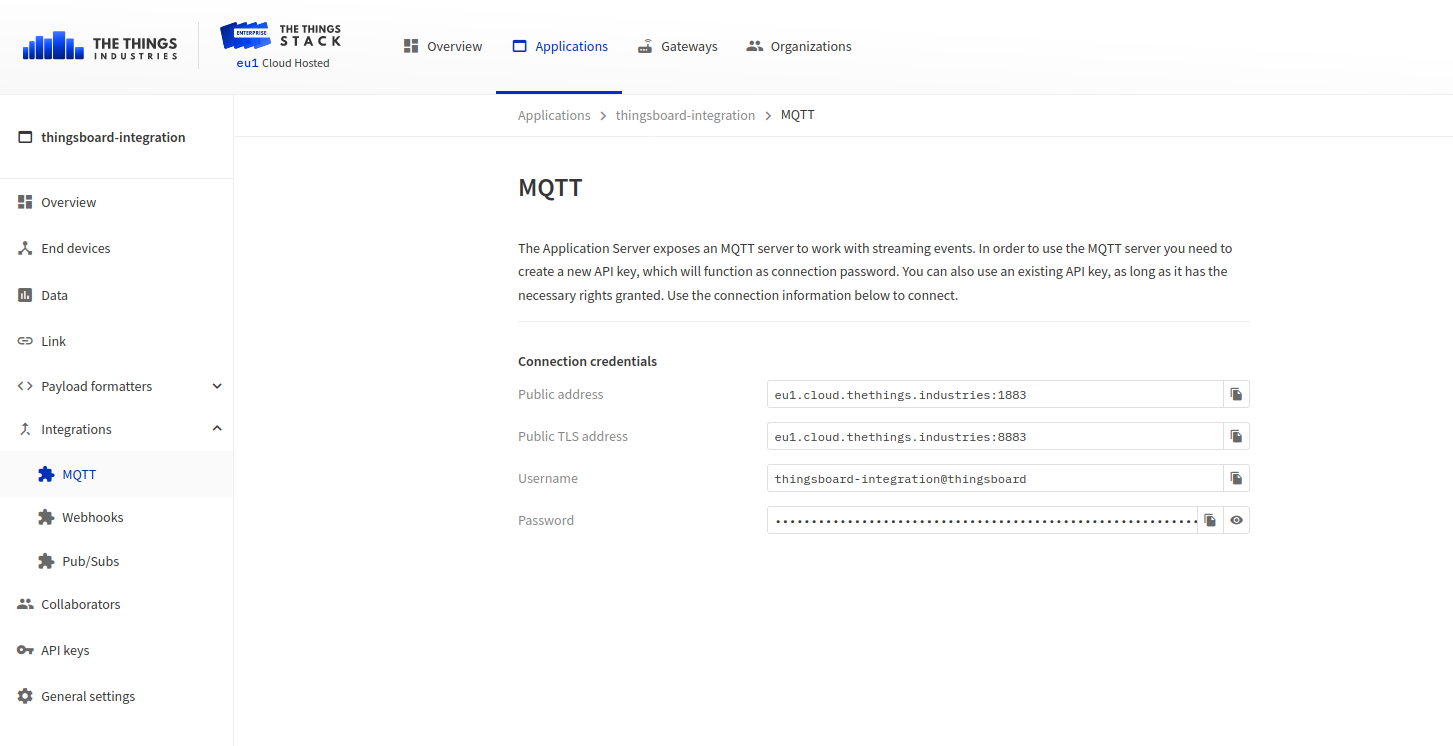 THE THINGS
INDUSTRIES
ENTERPRISE
THE THINGS
STACK
eu1 Cloud Hosted
Overview
Applications
Gateways
Organizations
thingsboard-integration
Overview
End devices
Data
Link
Payload formatters
Integrations
MQTT
Webhooks
Pub/Subs
Collaborators
API keys
General settings
Applications > thingsboard-integration > MQTT
MQTT
The Application Server exposes an MQTT server to work with streaming events. In order to use the MQTT server you need to
create a new API key, which will function as connection password. You can also use an existing API key, as long as it has the
necessary rights granted. Use the connection information below to connect.
Connection credentials
Public address eu1.cloud.thethings.industries:1883
Public TLS address eu1.cloud.thethings.industries:8883
Username thingsboard-integration@thingsboard
Password